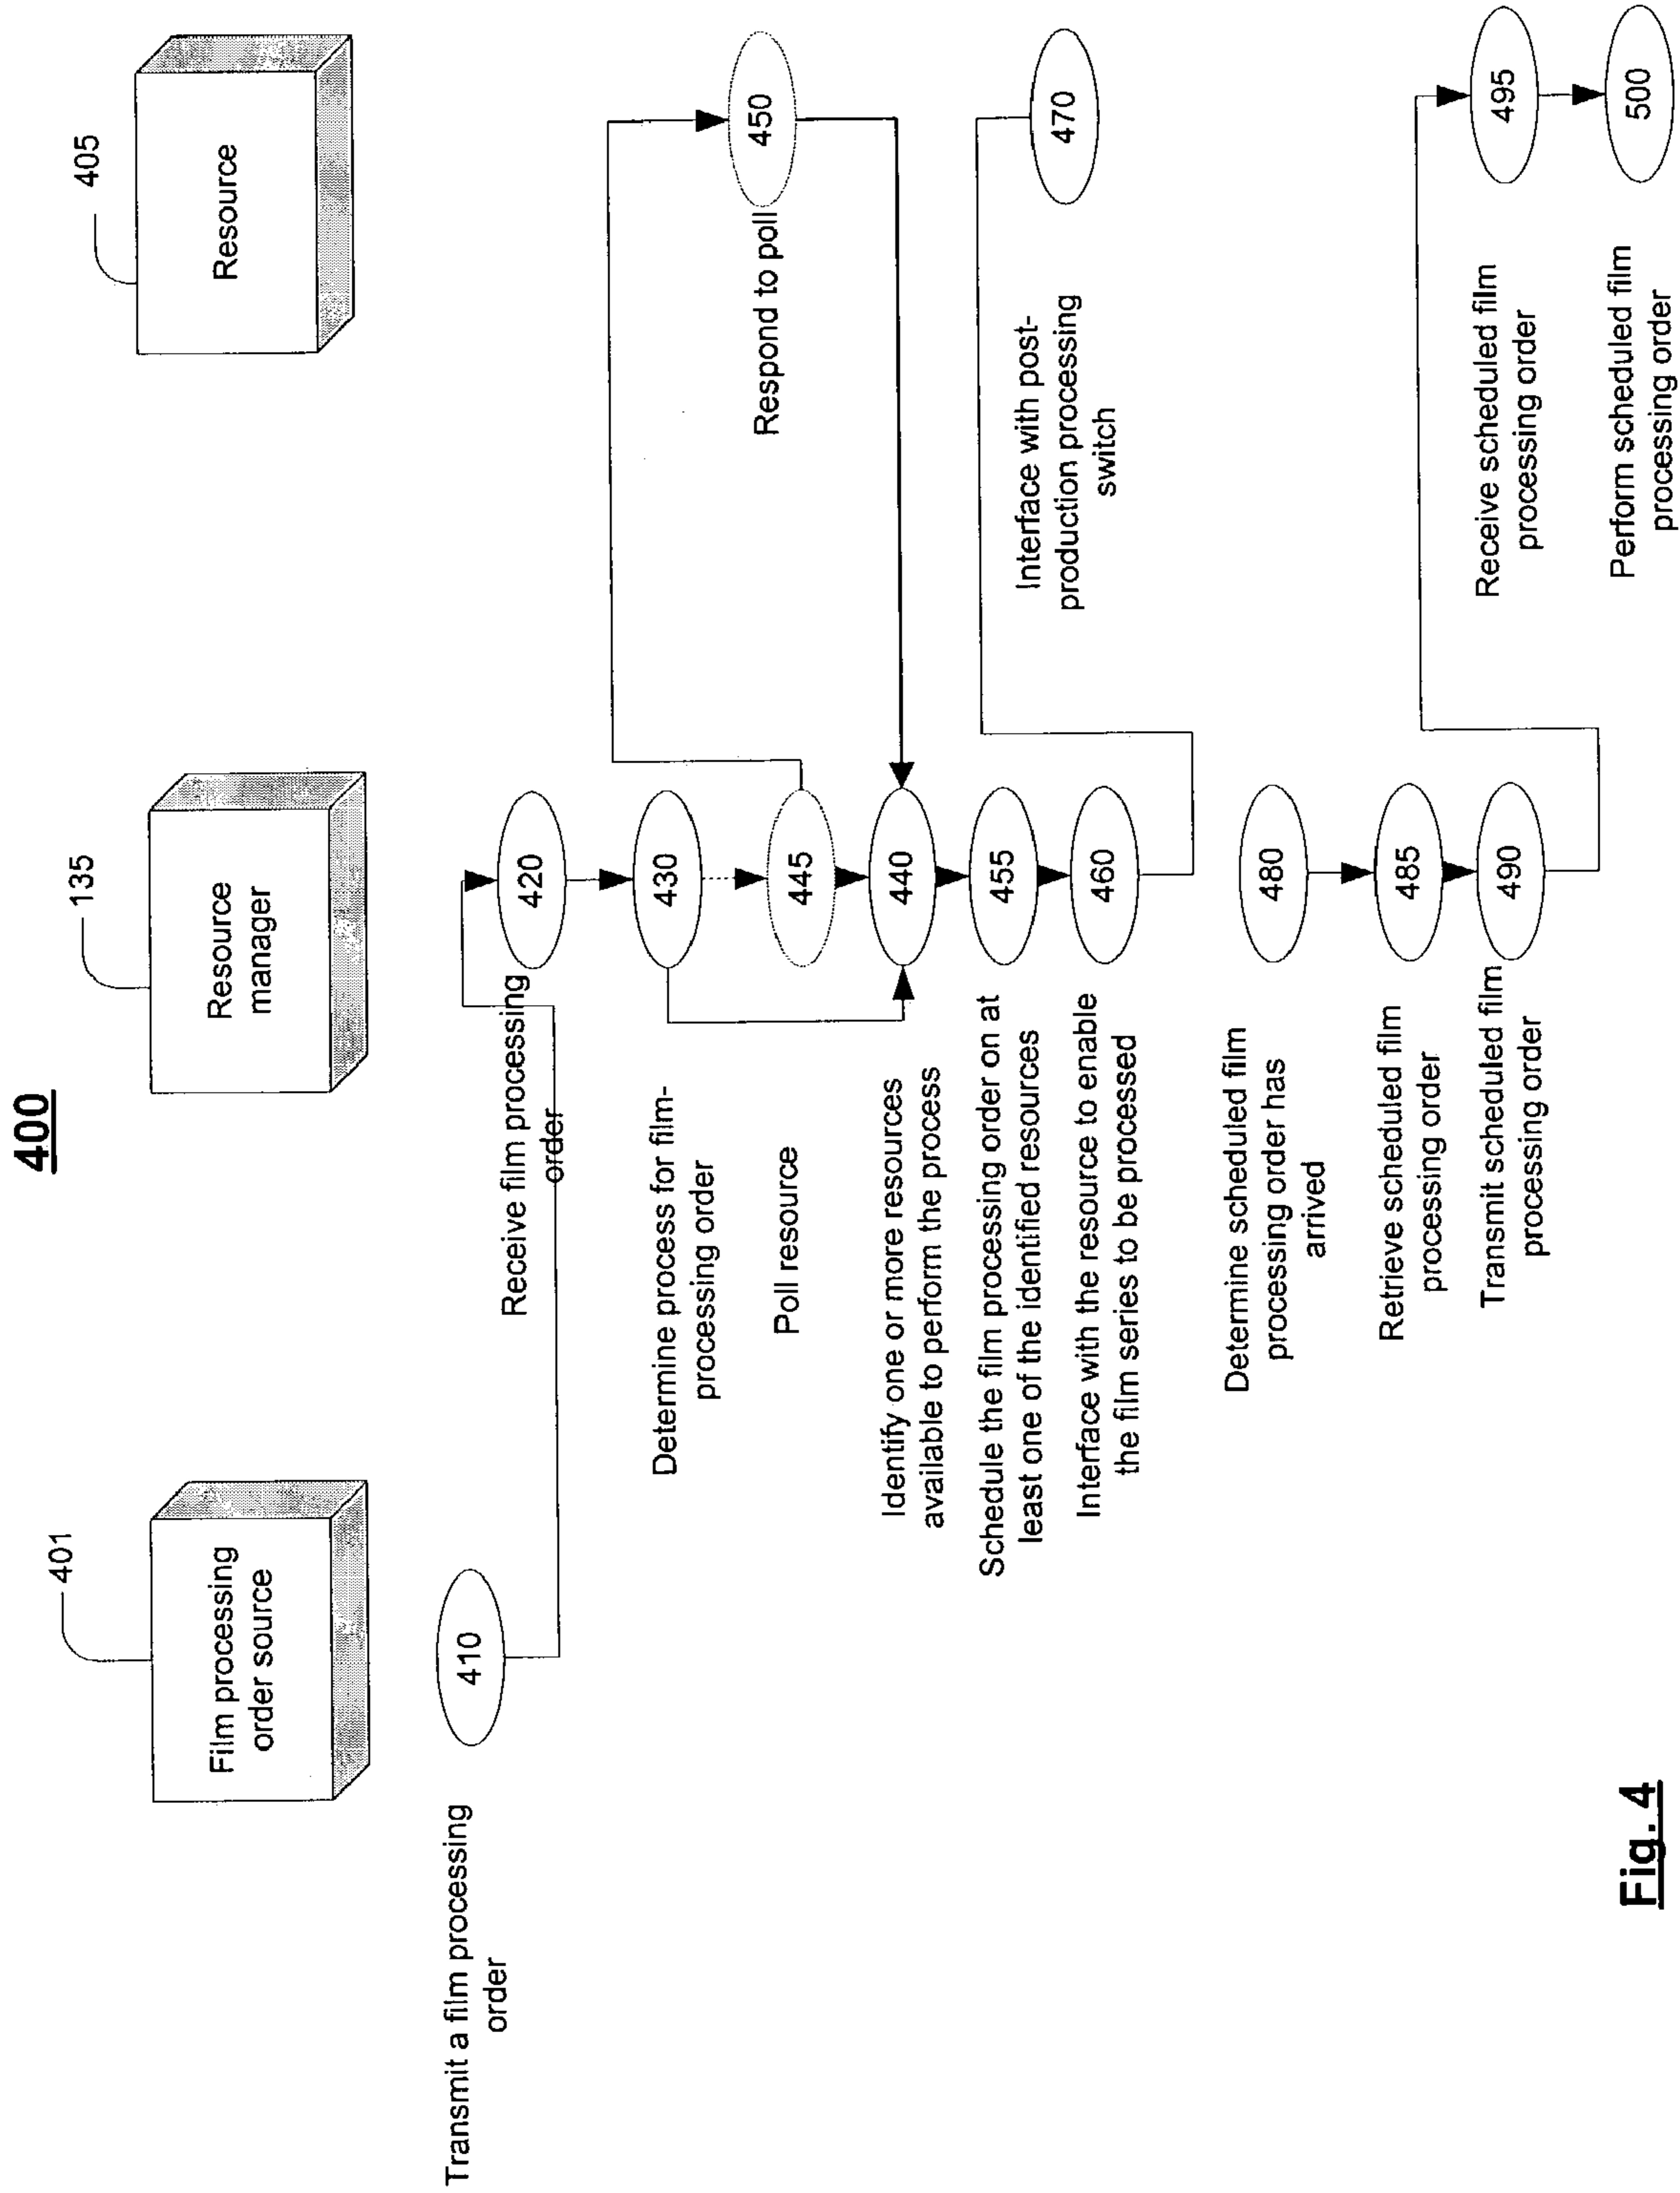 400
401
135
405
Film processing
order source
Resource
manager
Resource
Transmit a film processing
order
410
Receive film processing
order
420
Determine process for film-
processing order
430
Poll resource
445
Respond to poll
450
Identify one or more resources
available to perform the process
440
Schedule the film processing order on at
least one of the identified resources
455
Interface with the resource to enable
the film series to be processed
460
Interface with post-
production processing
switch
470
Determine scheduled film
processing order has
arrived
480
Retrieve scheduled film
processing order
485
Transmit scheduled film
processing order
490
Receive scheduled film
processing order
495
Perform scheduled film
processing order
500
Fig. 4